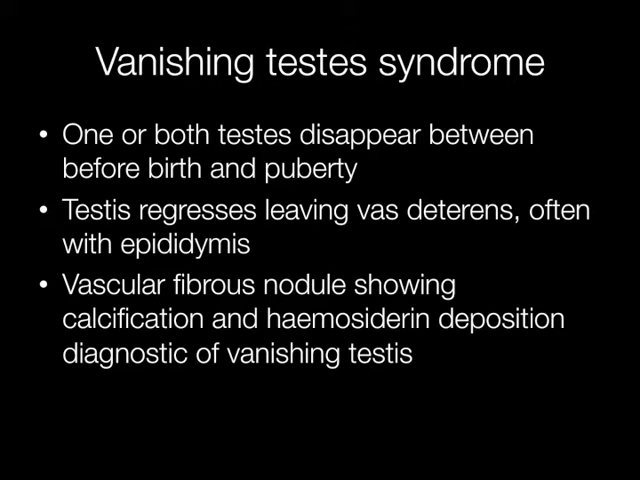 Vanishing testes syndrome
• One or both testes disappear between
before birth and puberty
• Testis regresses leaving vas deterens, often
with epididymis
• Vascular fibrous nodule showing
calcification and haemosiderin deposition
diagnostic of vanishing testis